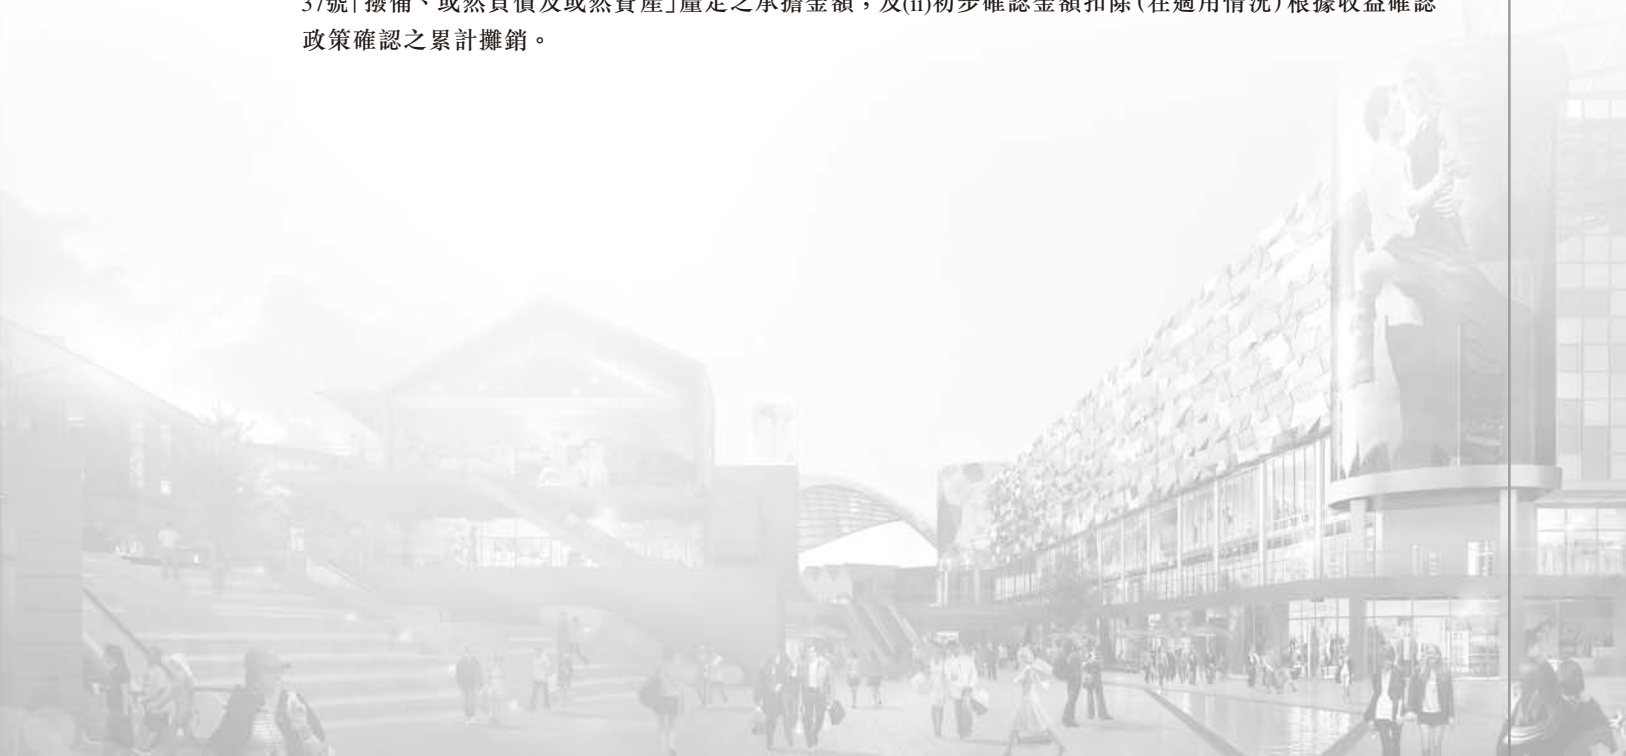 37號「撥備、或然負債及或然資產」釐定之承擔金額；及(ii)初步確認金額扣除（在適用情況）根據收益確認
政策確認之累計攤銷。